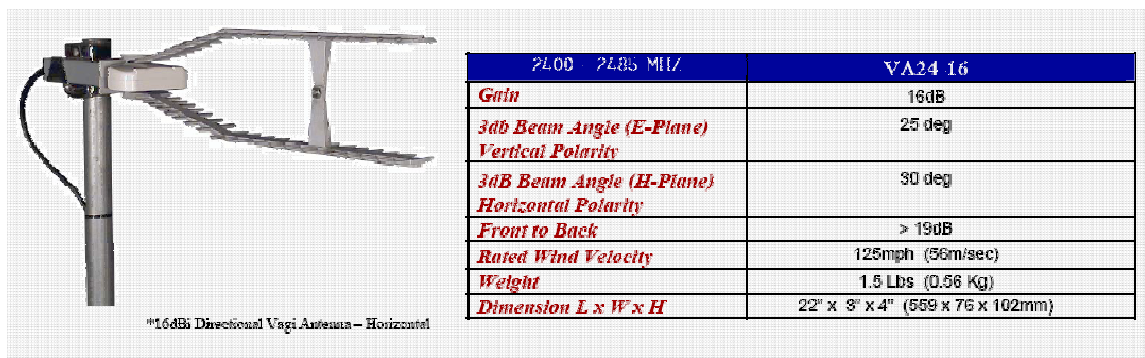 2400 - 2485 MHZ VA24-16
Gain 16dB
3db Beam Angle (E-Plane) 25 deg
Vertical Polarity
3dB Beam Angle (H-Plane) 30 deg
Horizontal Polarity
Front to Back > 19dB
Rated Wind Velocity 125mph (56m/sec)
Weight 1.5 Lbs (0.56 Kg)
Dimension L x W x H 22" x 3" x 4" (559 x 76 x 102mm)
*16dBi Directional Yagi Antenna – Horizontal